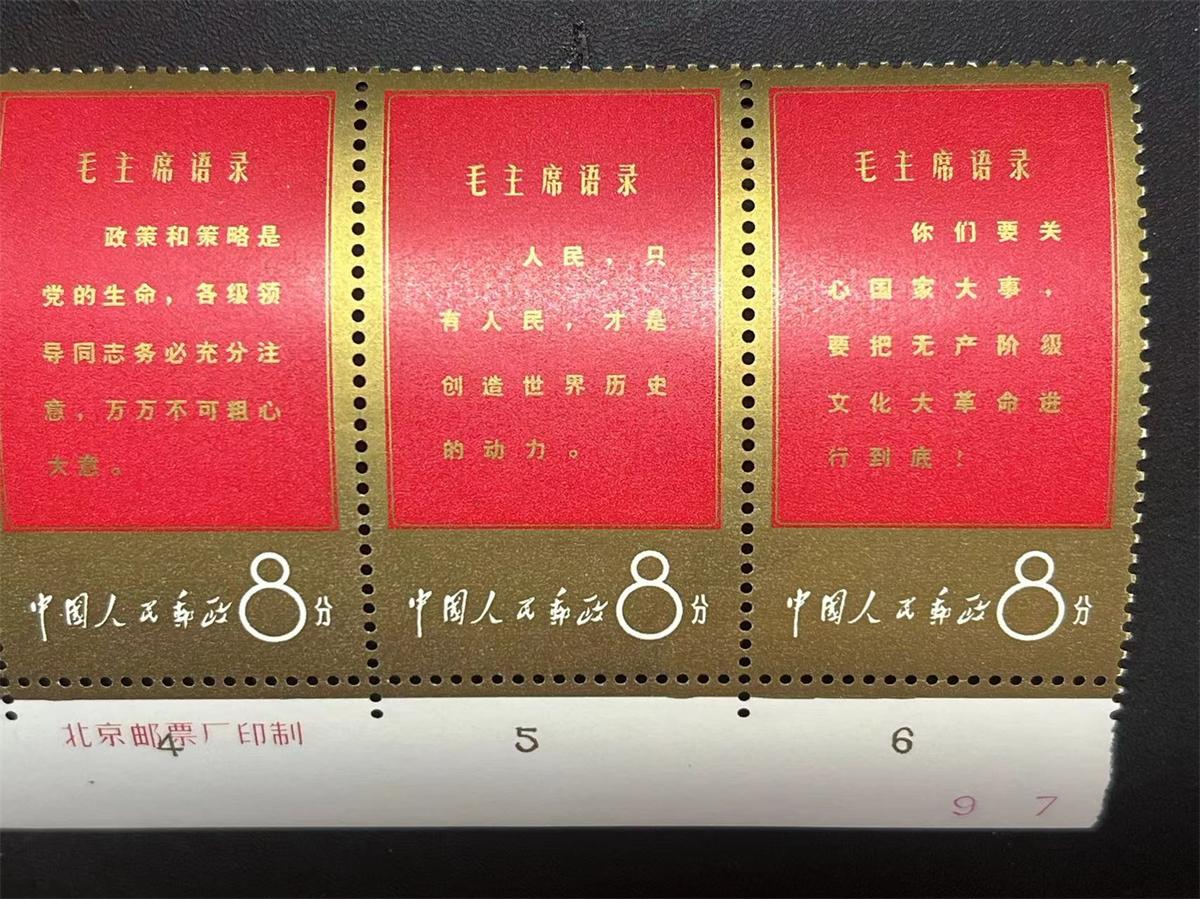 毛主席语录
政策和策略是
党的生命，各级领
导同志务必充分注
意，万万不可粗心
大意。
中国人民邮政8分
毛主席语录
人民，只
有人民，才是
创造世界历史
的动力。
中国人民邮政8分
毛主席语录
你们要关
心国家大事，
要把无产阶级
文化大革命进
行到底！
中国人民邮政8分
北京邮票厂印制
4
5
6
9 7